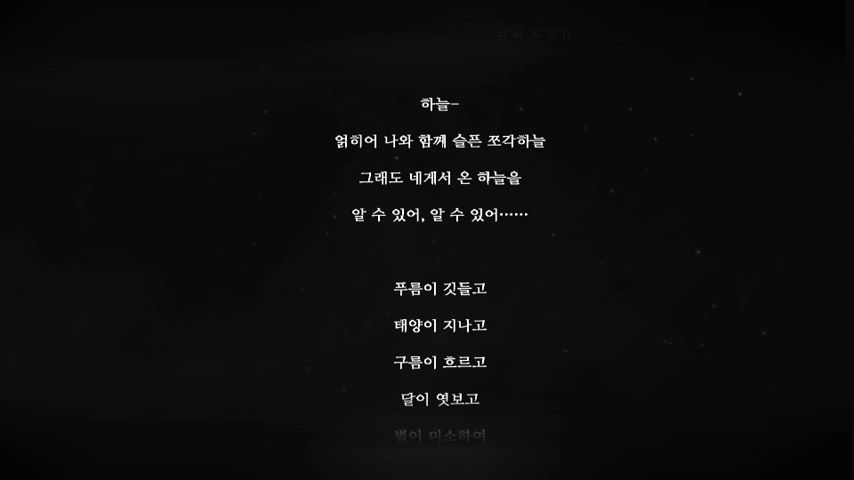 하늘—
얽히어 나와 함께 슬픈 쪼각하늘
그래도 네게서 온 하늘을
알 수 있어, 알 수 있어……
푸름이 깃들고
태양이 지나고
구름이 흐르고
달이 엿보고
별이 미소하여